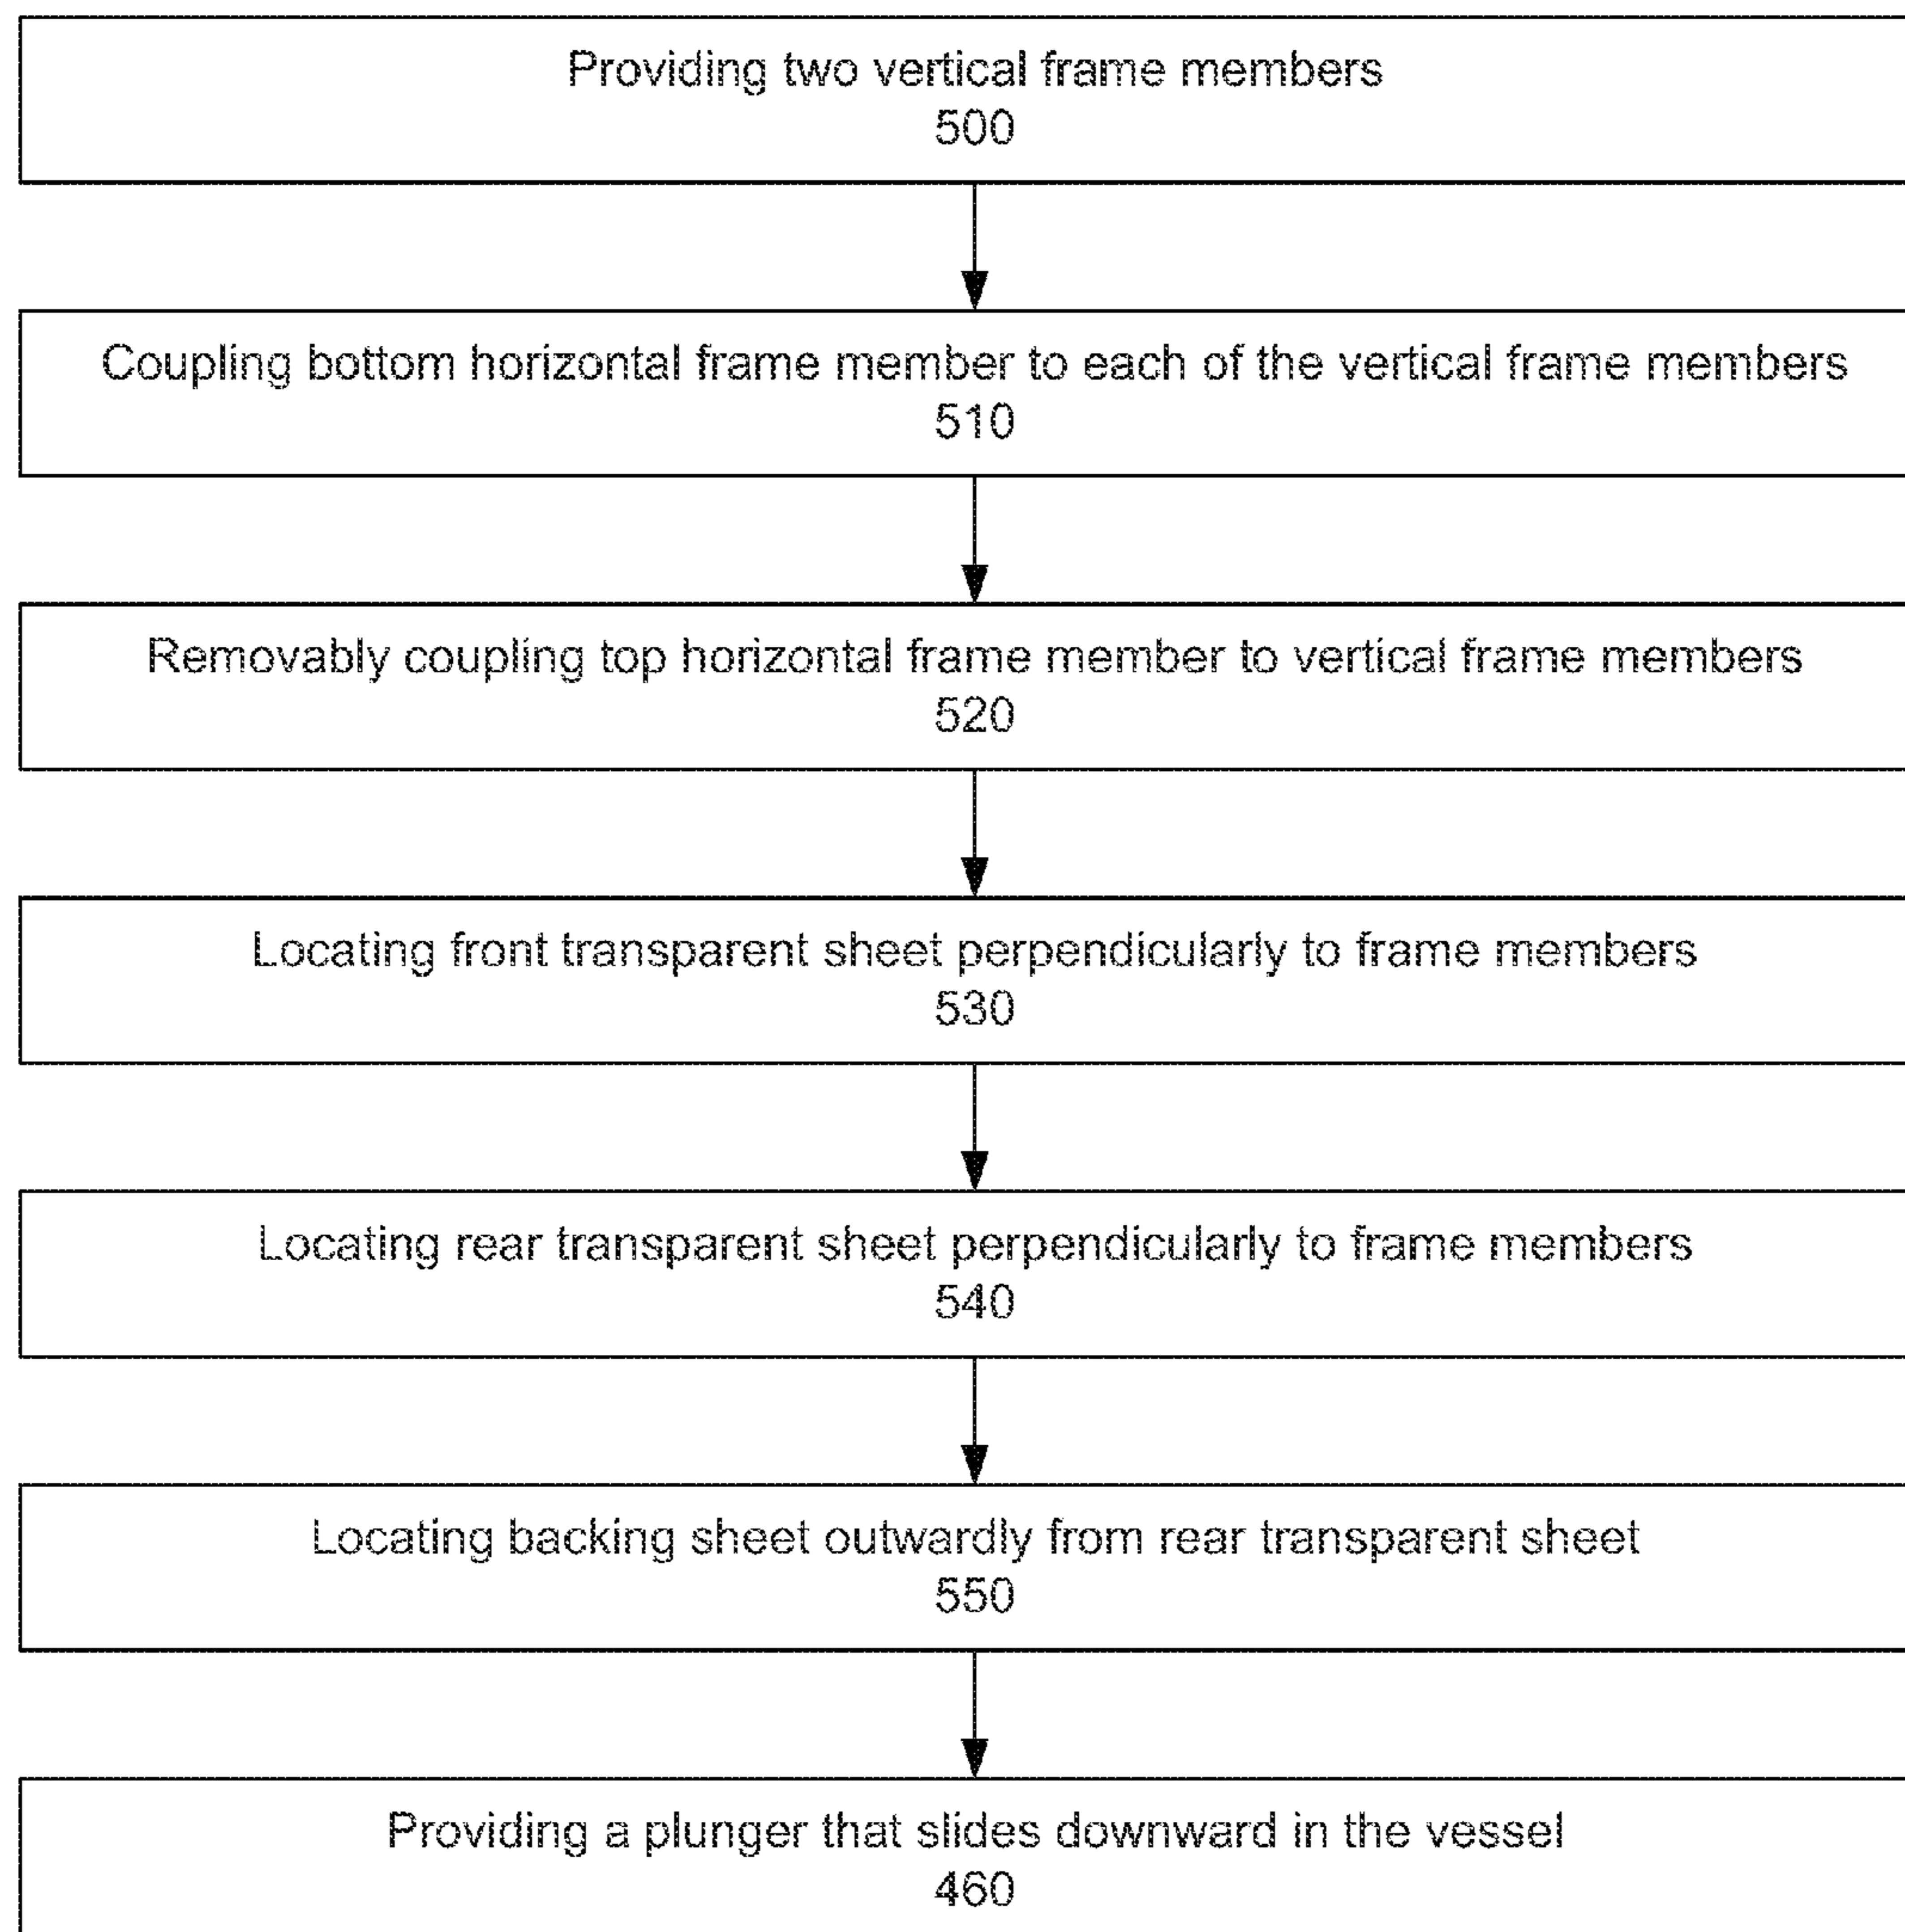 Providing two vertical frame members
500
Coupling bottom horizontal frame member to each of the vertical frame members
510
Removably coupling top horizontal frame member to vertical frame members
520
Locating front transparent sheet perpendicularly to frame members
530
Locating rear transparent sheet perpendicularly to frame members
540
Locating backing sheet outwardly from rear transparent sheet
550
Providing a plunger that slides downward in the vessel
460